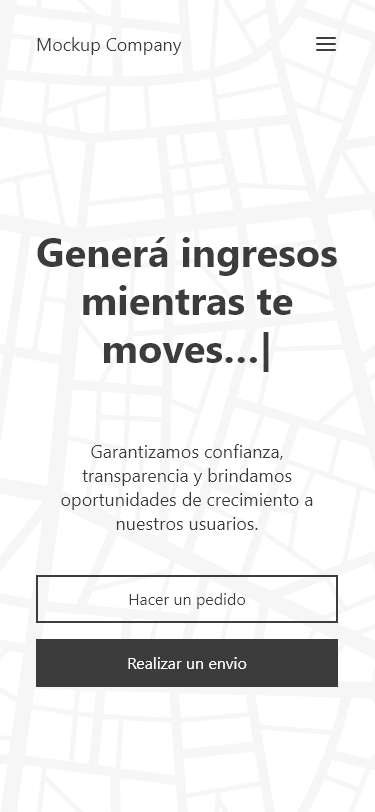 Mockup Company
Generá ingresos
mientras te
moves...|
Garantizamos confianza,
transparencia y brindamos
oportunidades de crecimiento a
nuestros usuarios.
Hacer un pedido
Realizar un envio